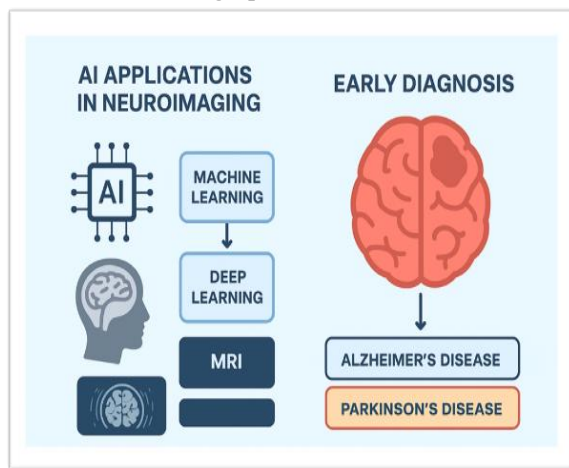 AI APPLICATIONS
IN NEUROIMAGING
AI
MACHINE
LEARNING
DEEP
LEARNING
MRI
EARLY DIAGNOSIS
ALZHEIMER'S DISEASE
PARKINSON'S DISEASE